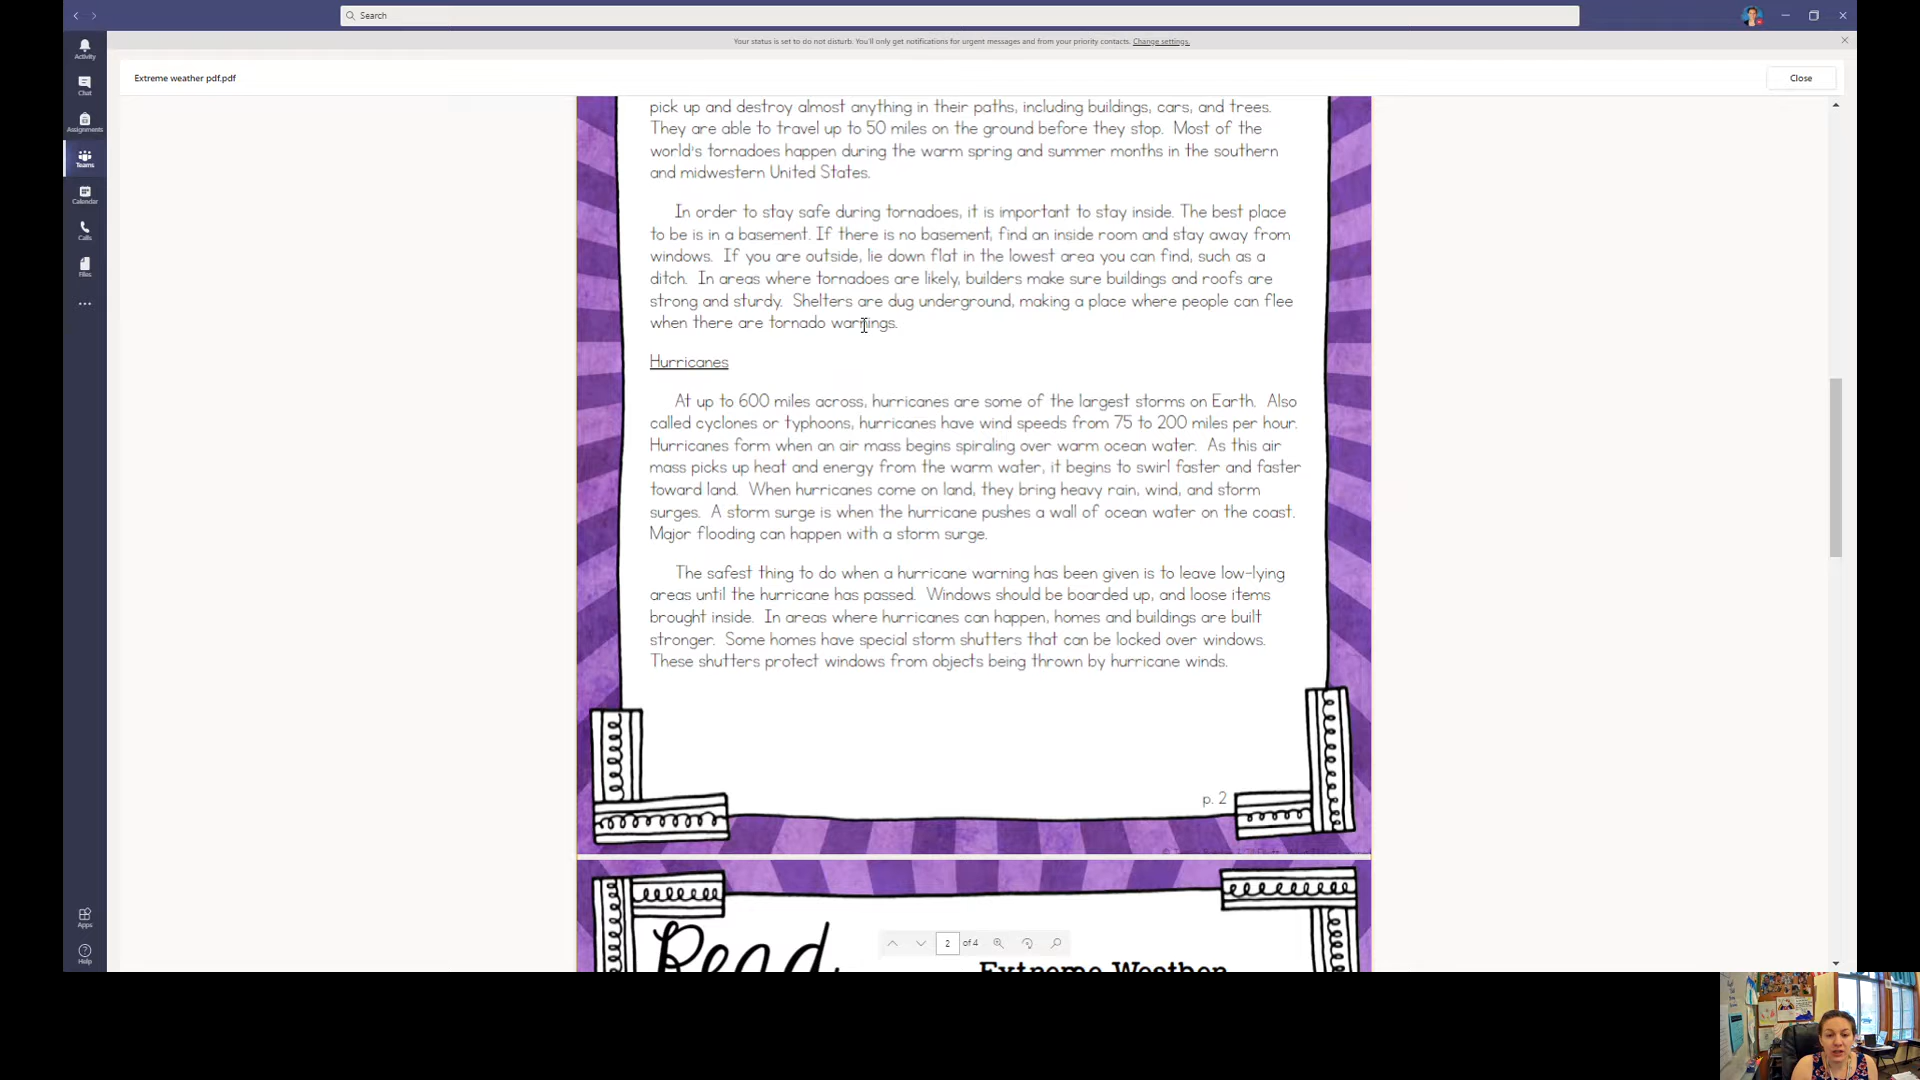 Search
Your status is set to do not disturb. You'll only get notifications for urgent messages and from your priority contacts. Change settings.
Activity
Chat
Assignments
Teams
Calendar
Calls
Files
Apps
Help
Extreme weather pdf.pdf
Close
pick up and destroy almost anything in their paths, including buildings, cars, and trees.
They are able to travel up to 50 miles on the ground before they stop. Most of the
world's tornadoes happen during the warm spring and summer months in the southern
and midwestern United States.
In order to stay safe during tornadoes, it is important to stay inside. The best place
to be is in a basement. If there is no basement, find an inside room and stay away from
windows. If you are outside, lie down flat in the lowest area you can find, such as a
ditch. In areas where tornadoes are likely, builders make sure buildings and roofs are
strong and sturdy. Shelters are dug underground, making a place where people can flee
when there are tornado warnings.
Hurricanes
At up to 600 miles across, hurricanes are some of the largest storms on Earth. Also
called cyclones or typhoons, hurricanes have wind speeds from 75 to 200 miles per hour.
Hurricanes form when an air mass begins spiraling over warm ocean water. As this air
mass picks up heat and energy from the warm water, it begins to swirl faster and faster
toward land. When hurricanes come on land, they bring heavy rain, wind, and storm
surges. A storm surge is when the hurricane pushes a wall of ocean water on the coast.
Major flooding can happen with a storm surge.
The safest thing to do when a hurricane warning has been given is to leave low-lying
areas until the hurricane has passed. Windows should be boarded up, and loose items
brought inside. In areas where hurricanes can happen, homes and buildings are built
stronger. Some homes have special storm shutters that can be locked over windows.
These shutters protect windows from objects being thrown by hurricane winds.
p. 2
Read
Extreme Weather
2 of 4